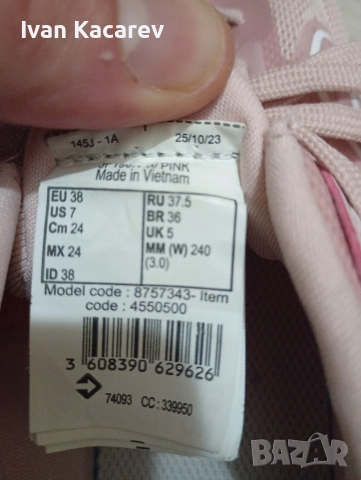 Ivan Kacarev
145J - 1A 25/10/23
PINK
Made in Vietnam
EU 38 RU 37.5
US 7 BR 36
Cm 24 UK 5
MX 24 MM (W) 240
(3.0)
ID 38
Model code : 8757343- Item
code : 4550500
3 608390 629626
74093 CC : 339950
BAZAR